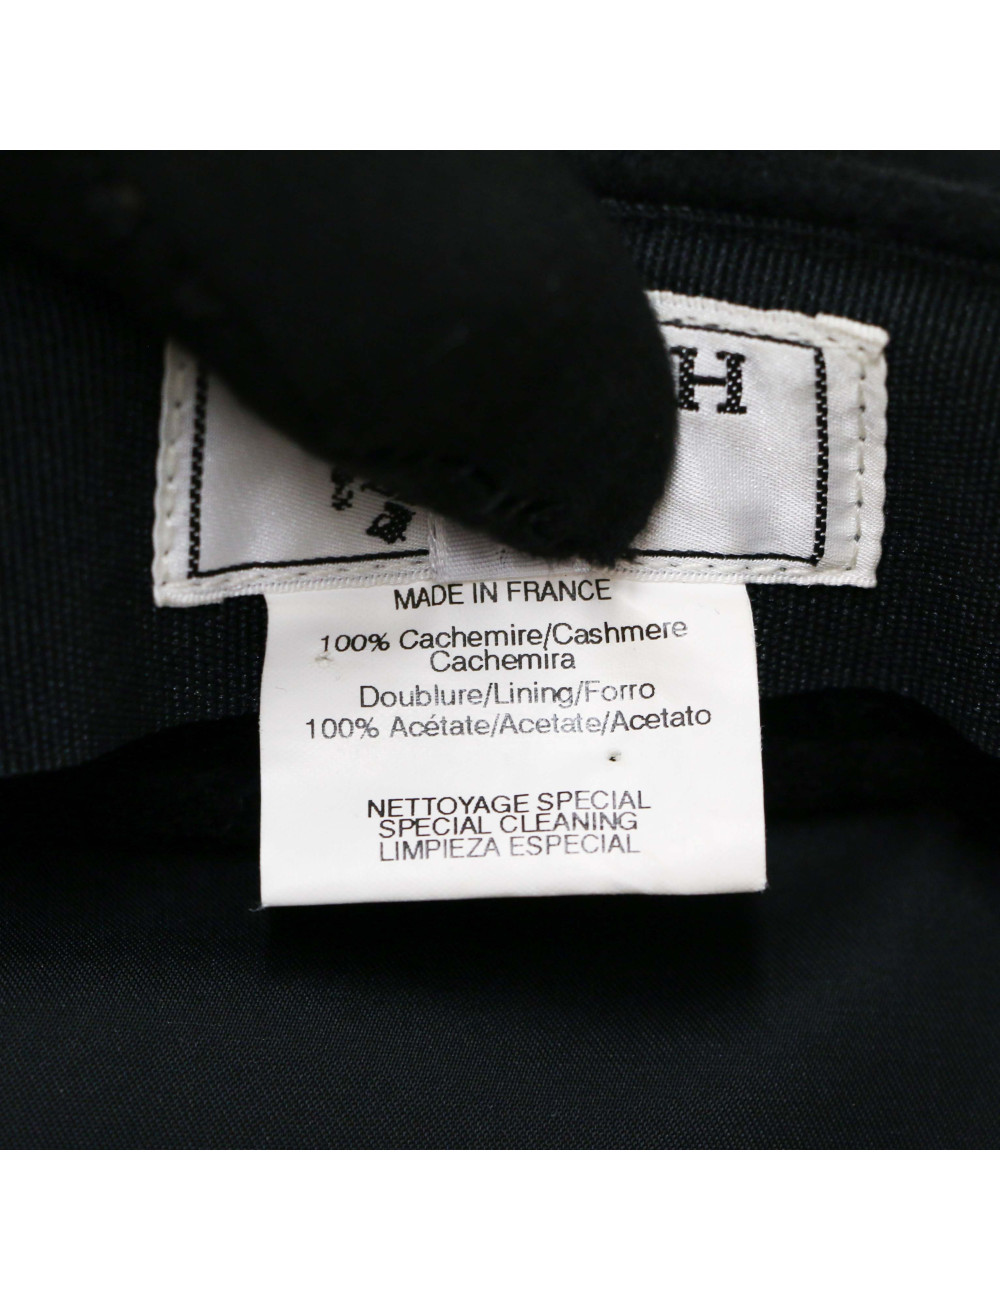 H
MADE IN FRANCE
100% Cachemire/Cashmere
Cachemira
Doublure/Lining/Forro
100% Acétate/Acetate/Acetato
NETTOYAGE SPECIAL
SPECIAL CLEANING
LIMPIEZA ESPECIAL